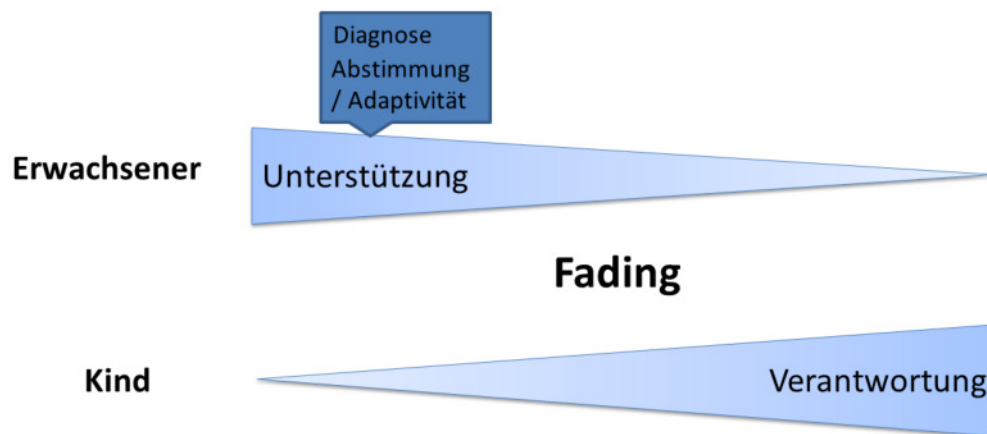 Diagnose
Abstimmung
/ Adaptivität
Erwachsener
Unterstützung
Fading
Kind
Verantwortung